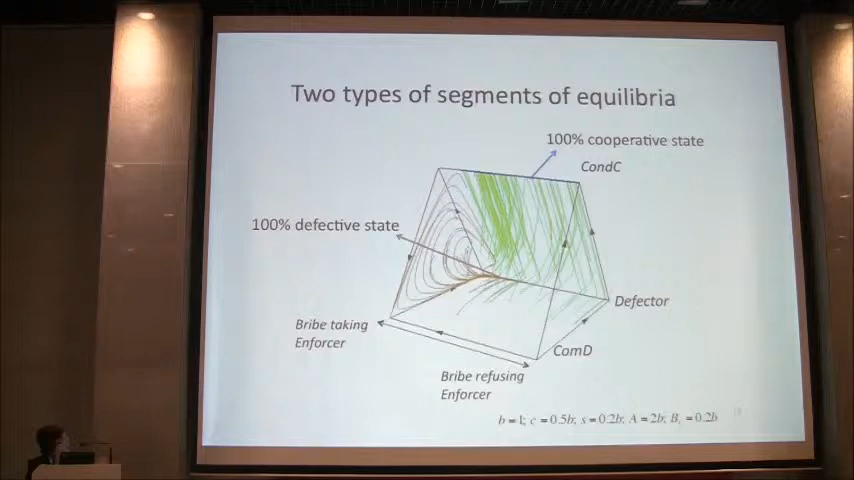 Two types of segments of equilibria
100% cooperative state
CondC
100% defective state
Defector
Bribe taking
Enforcer
ComD
Bribe refusing
Enforcer
b=1; c=0.5b; s=0.2b; A=2b; B_r=0.2b